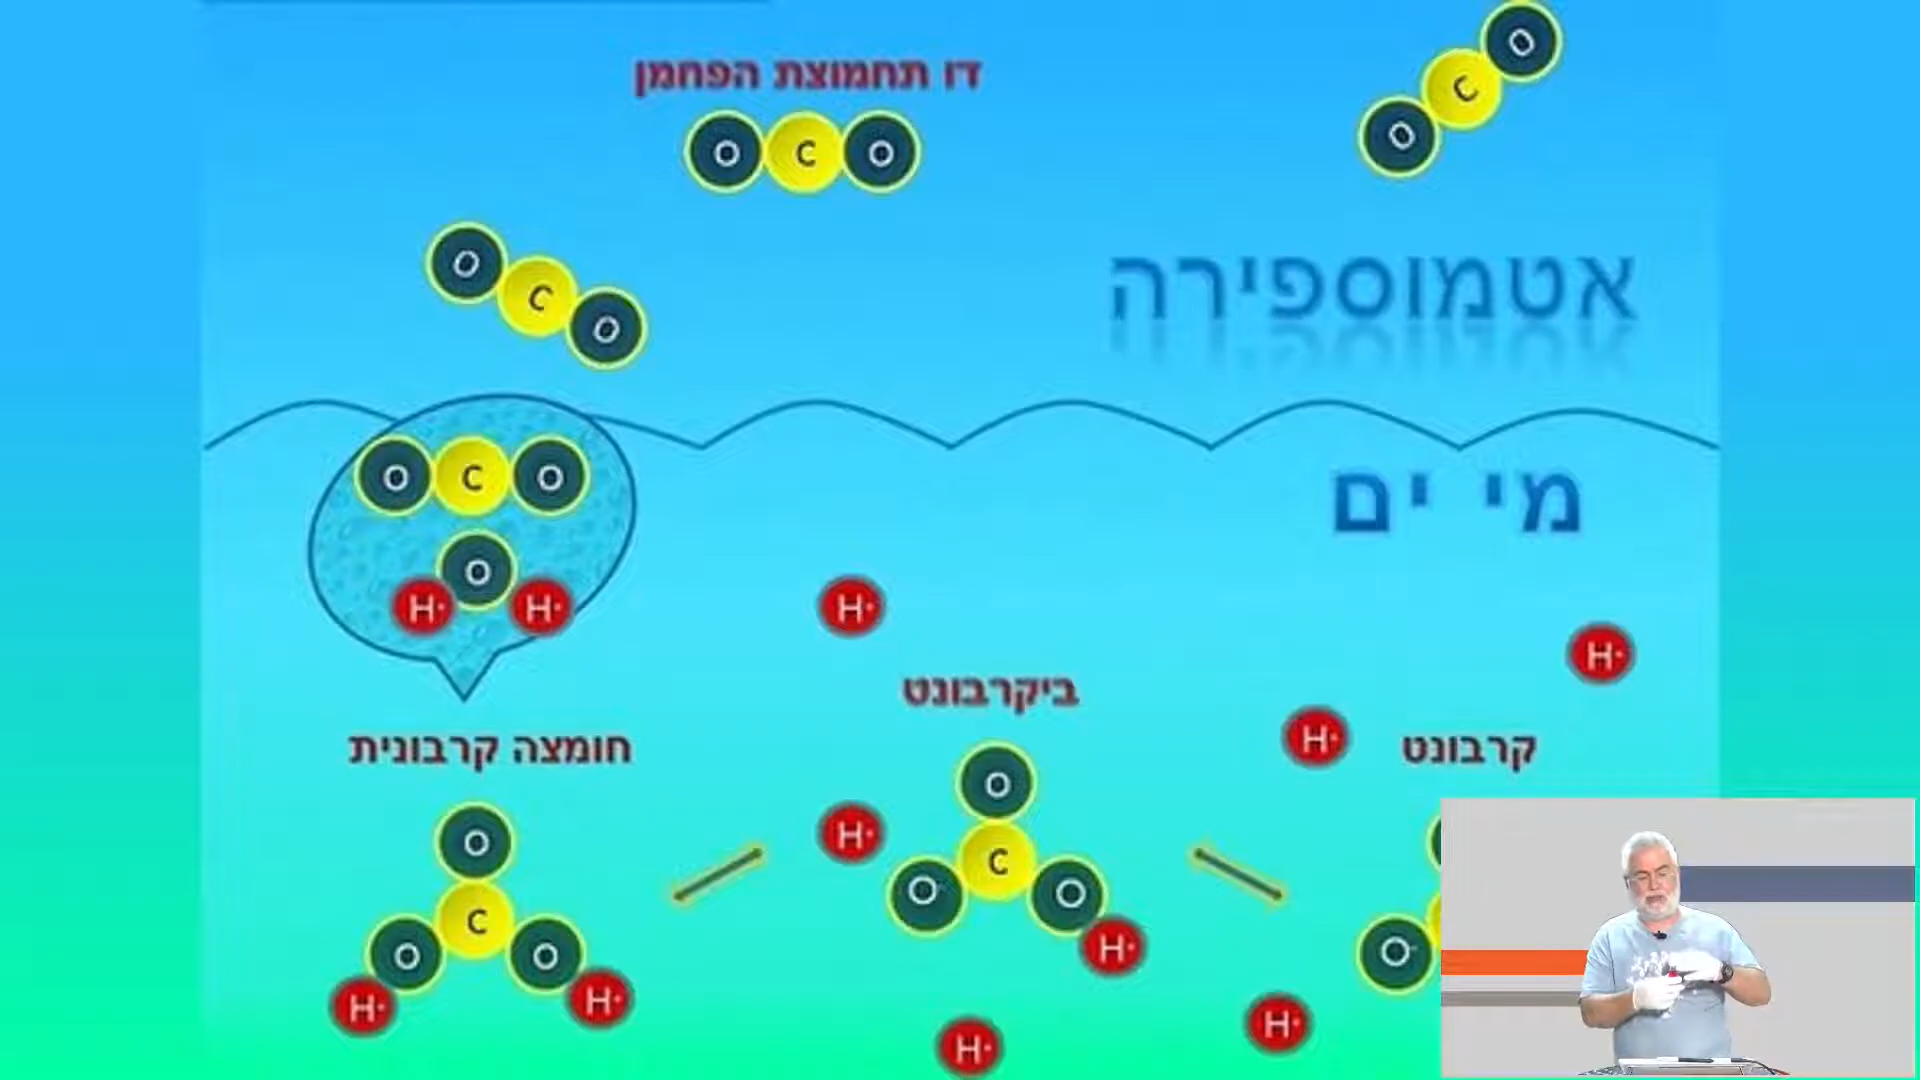 דו תחמוצת הפחמן
O C O
O C O
O C O
אטמוספירה
מי ים
O C O
O
H· H·
H·
H·
ביקרבונט
H·
קרבונט
חומצה קרבונית
O
C
O O
H· H·
H·
O
C
O- O
H·
O-
H·
H·